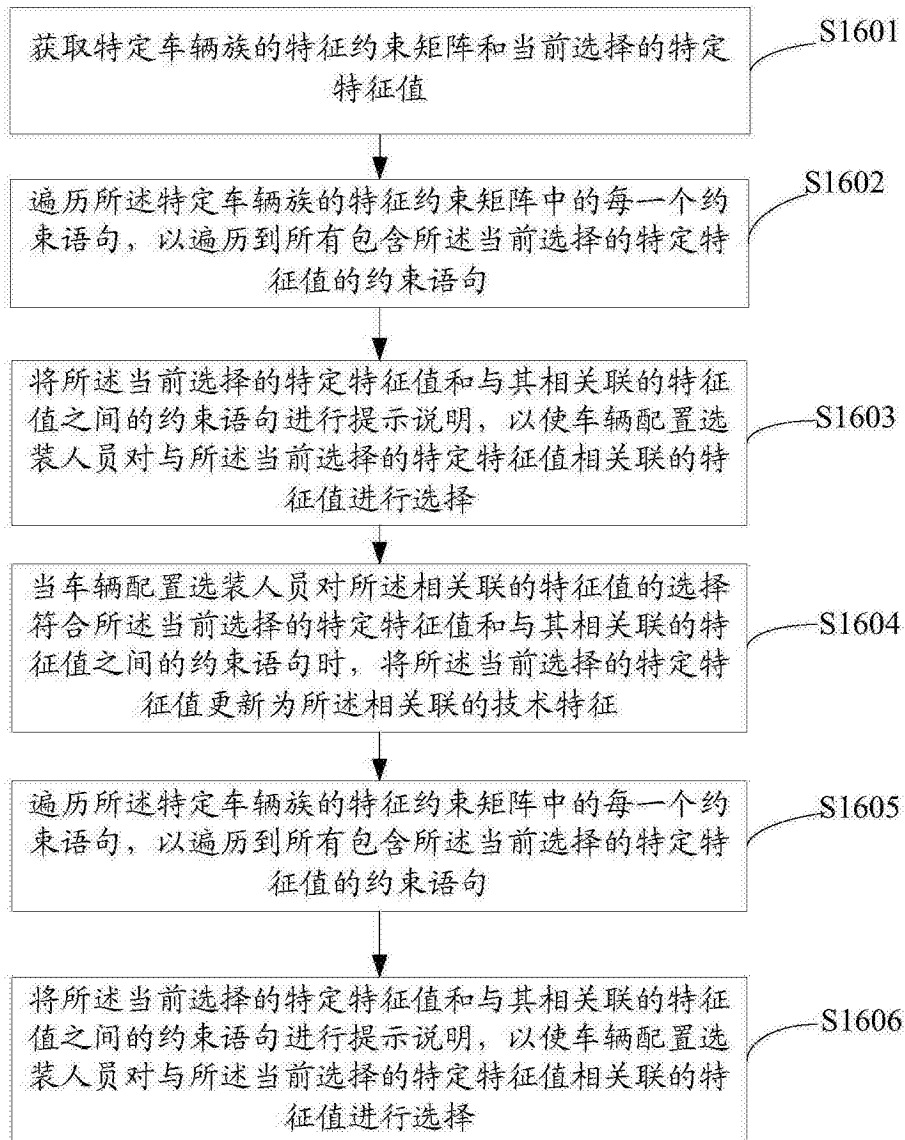 获取特定车辆族的特征约束矩阵和当前选择的特定
特征值
S1601
遍历所述特定车辆族的特征约束矩阵中的每一个约
束语句，以遍历到所有包含所述当前选择的特定特
征值的约束语句
S1602
将所述当前选择的特定特征值和与其相关联的特征
值之间的约束语句进行提示说明，以使车辆配置选
装人员对与所述当前选择的特定特征值相关联的特
征值进行选择
S1603
当车辆配置选装人员对所述相关联的特征值的选择
符合所述当前选择的特定特征值和与其相关联的特
征值之间的约束语句时，将所述当前选择的特定特
征值更新为所述相关联的技术特征
S1604
遍历所述特定车辆族的特征约束矩阵中的每一个约
束语句，以遍历到所有包含所述当前选择的特定特
征值的约束语句
S1605
将所述当前选择的特定特征值和与其相关联的特征
值之间的约束语句进行提示说明，以使车辆配置选
装人员对与所述当前选择的特定特征值相关联的特
征值进行选择
S1606